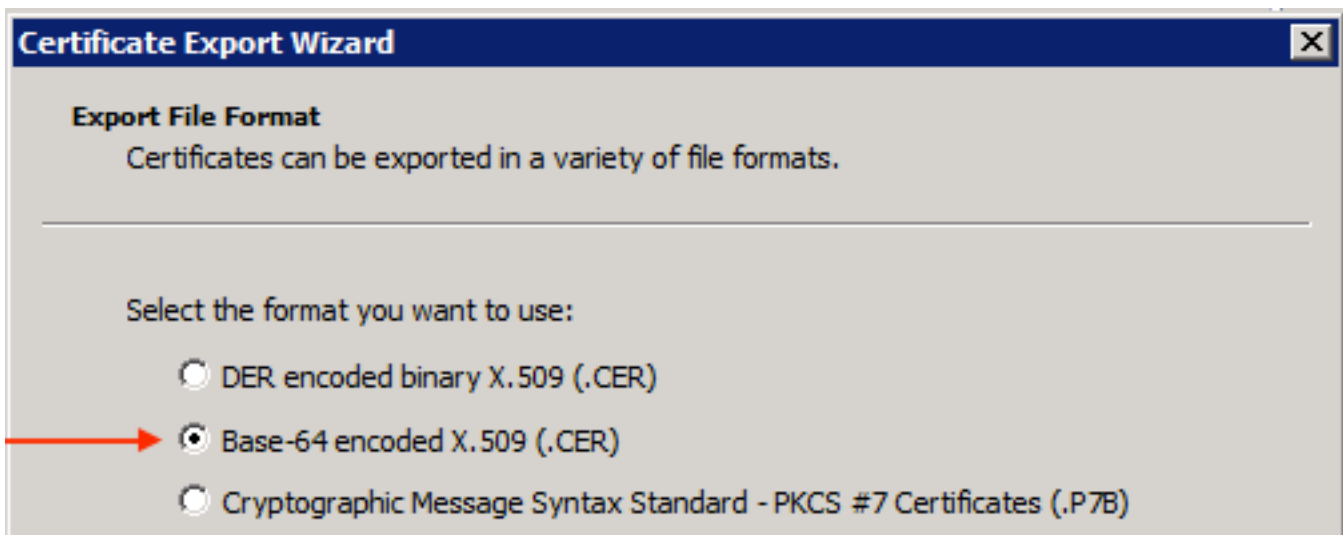 Certificate Export Wizard
Export File Format
Certificates can be exported in a variety of file formats.
Select the format you want to use:
DER encoded binary X.509 (.CER)
Base-64 encoded X.509 (.CER)
Cryptographic Message Syntax Standard - PKCS #7 Certificates (.P7B)